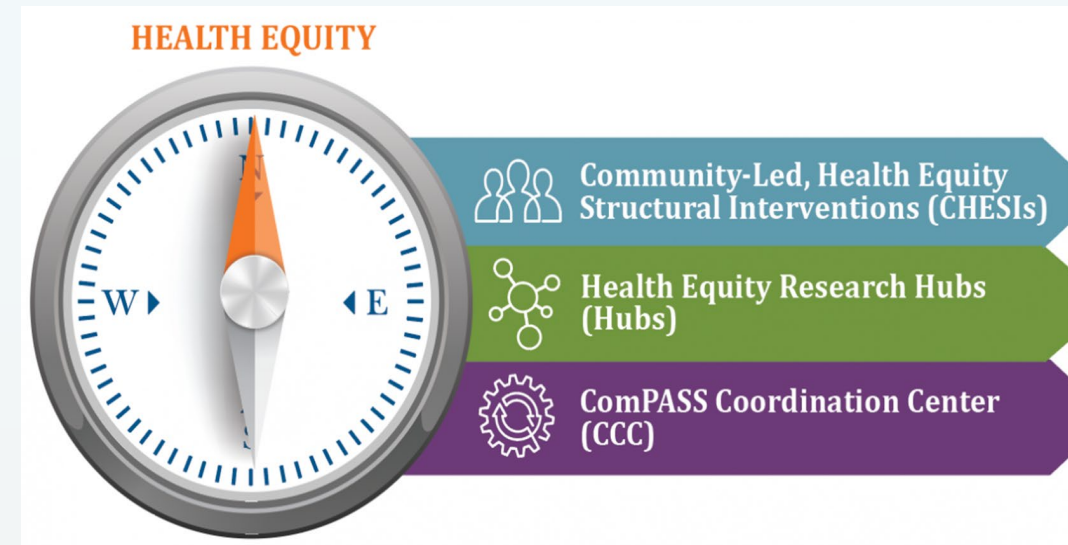 HEALTH EQUITY
N
W
E
S
Community-Led, Health Equity
Structural Interventions (CHESIs)
Health Equity Research Hubs
(Hubs)
ComPASS Coordination Center
(CCC)